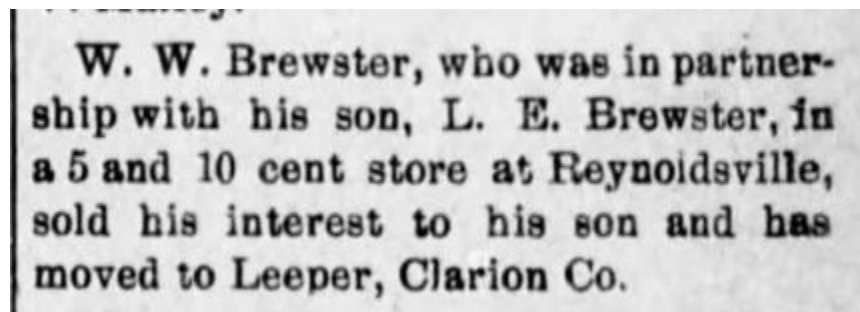 W. W. Brewster, who was in partner-
ship with his son, L. E. Brewster, in
a 5 and 10 cent store at Reynoldsville,
sold his interest to his son and has
moved to Leeper, Clarion Co.